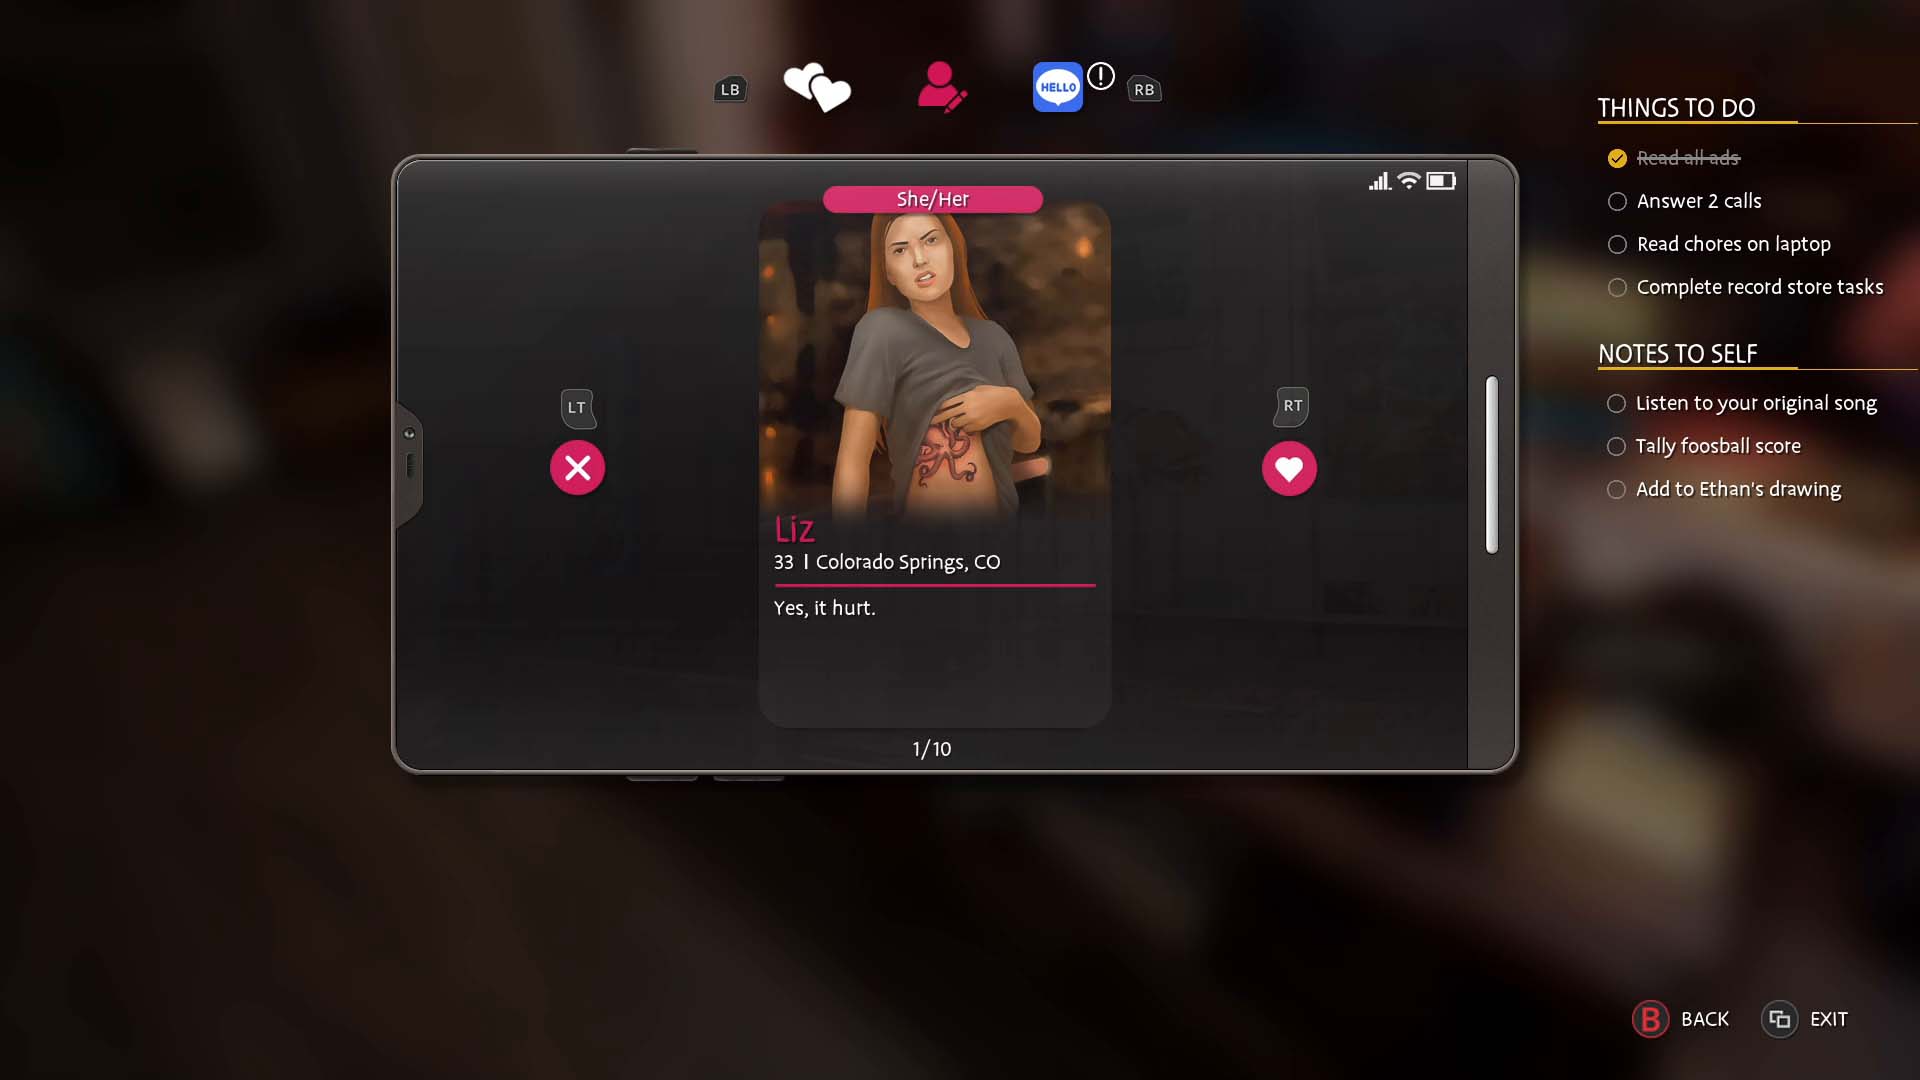 LB
HELLO
!
RB
She/Her
LT
RT
Liz
33 | Colorado Springs, CO
Yes, it hurt.
1/10
THINGS TO DO
Read all ads
Answer 2 calls
Read chores on laptop
Complete record store tasks
NOTES TO SELF
Listen to your original song
Tally foosball score
Add to Ethan's drawing
B BACK
EXIT